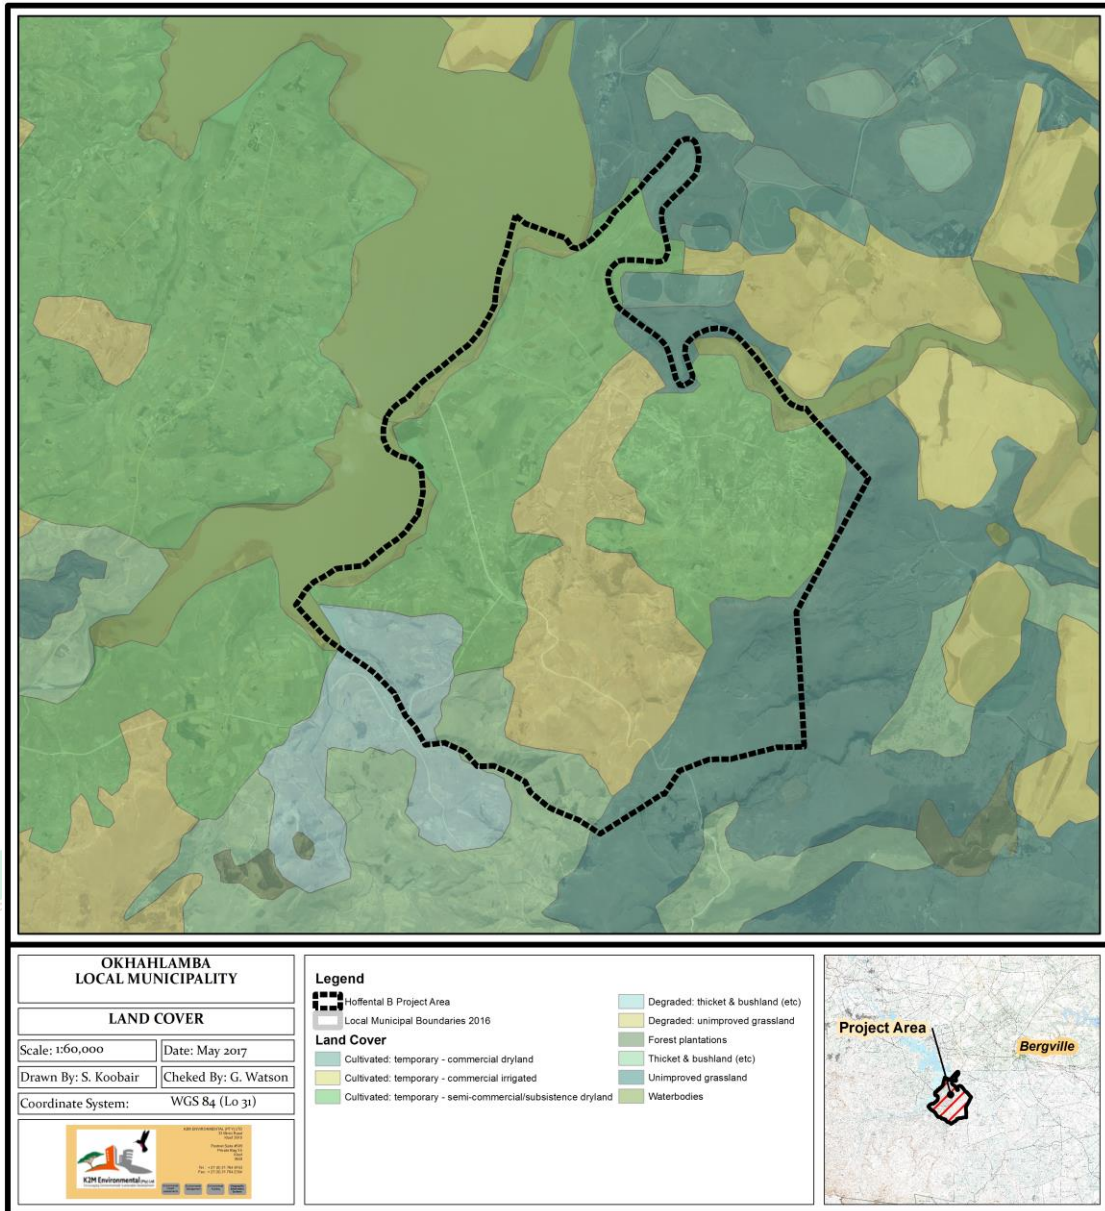 OKHAHLAMBA
LOCAL MUNICIPALITY
LAND COVER
Scale: 1:60,000
Date: May 2017
Drawn By: S. Koobair
Cheked By: G. Watson
Coordinate System: WGS 84 (Lo 31)
K2M Environmental (Pty) Ltd
Legend
Hoffental B Project Area
Local Municipal Boundaries 2016
Land Cover
Cultivated: temporary - commercial dryland
Cultivated: temporary - commercial irrigated
Cultivated: temporary - semi-commercial/subsistence dryland
Degraded: thicket & bushland (etc)
Degraded: unimproved grassland
Forest plantations
Thicket & bushland (etc)
Unimproved grassland
Waterbodies
Project Area
Bergville